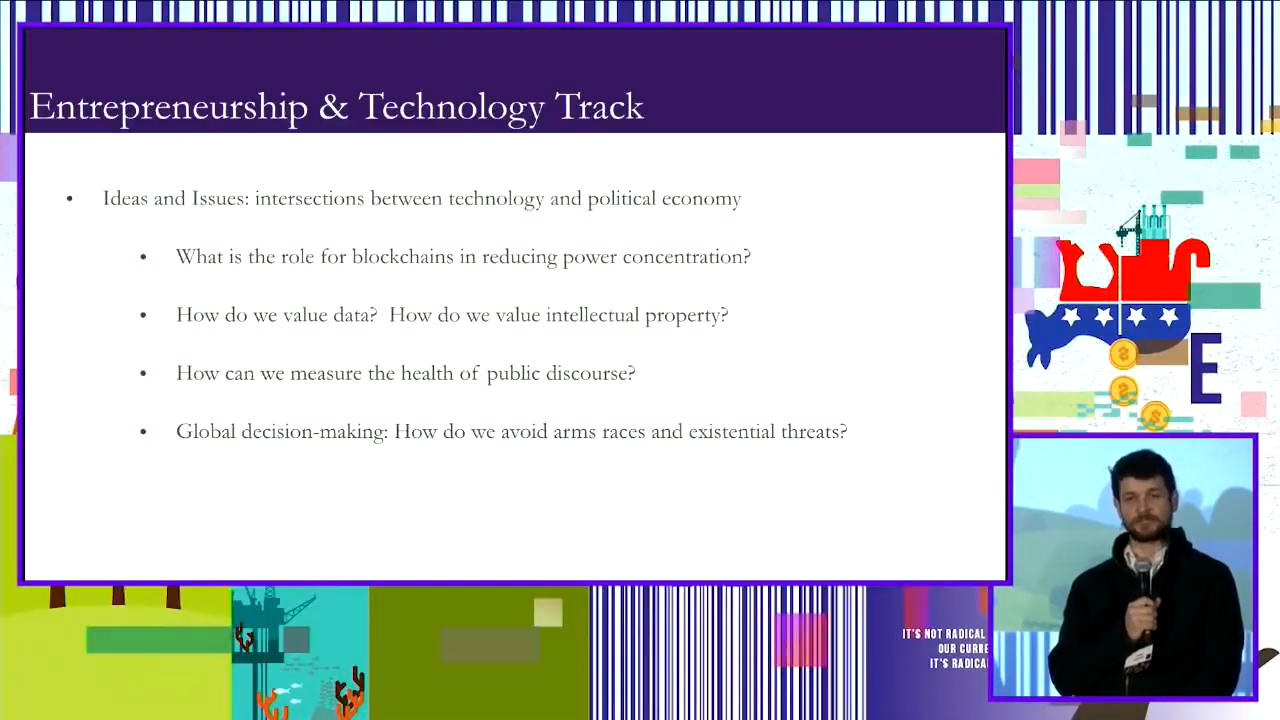 Entrepreneurship & Technology Track
• Ideas and Issues: intersections between technology and political economy
• What is the role for blockchains in reducing power concentration?
• How do we value data?  How do we value intellectual property?
• How can we measure the health of public discourse?
• Global decision-making: How do we avoid arms races and existential threats?
E
IT'S NOT RADICAL
OUR CURRE
IT'S RADICA